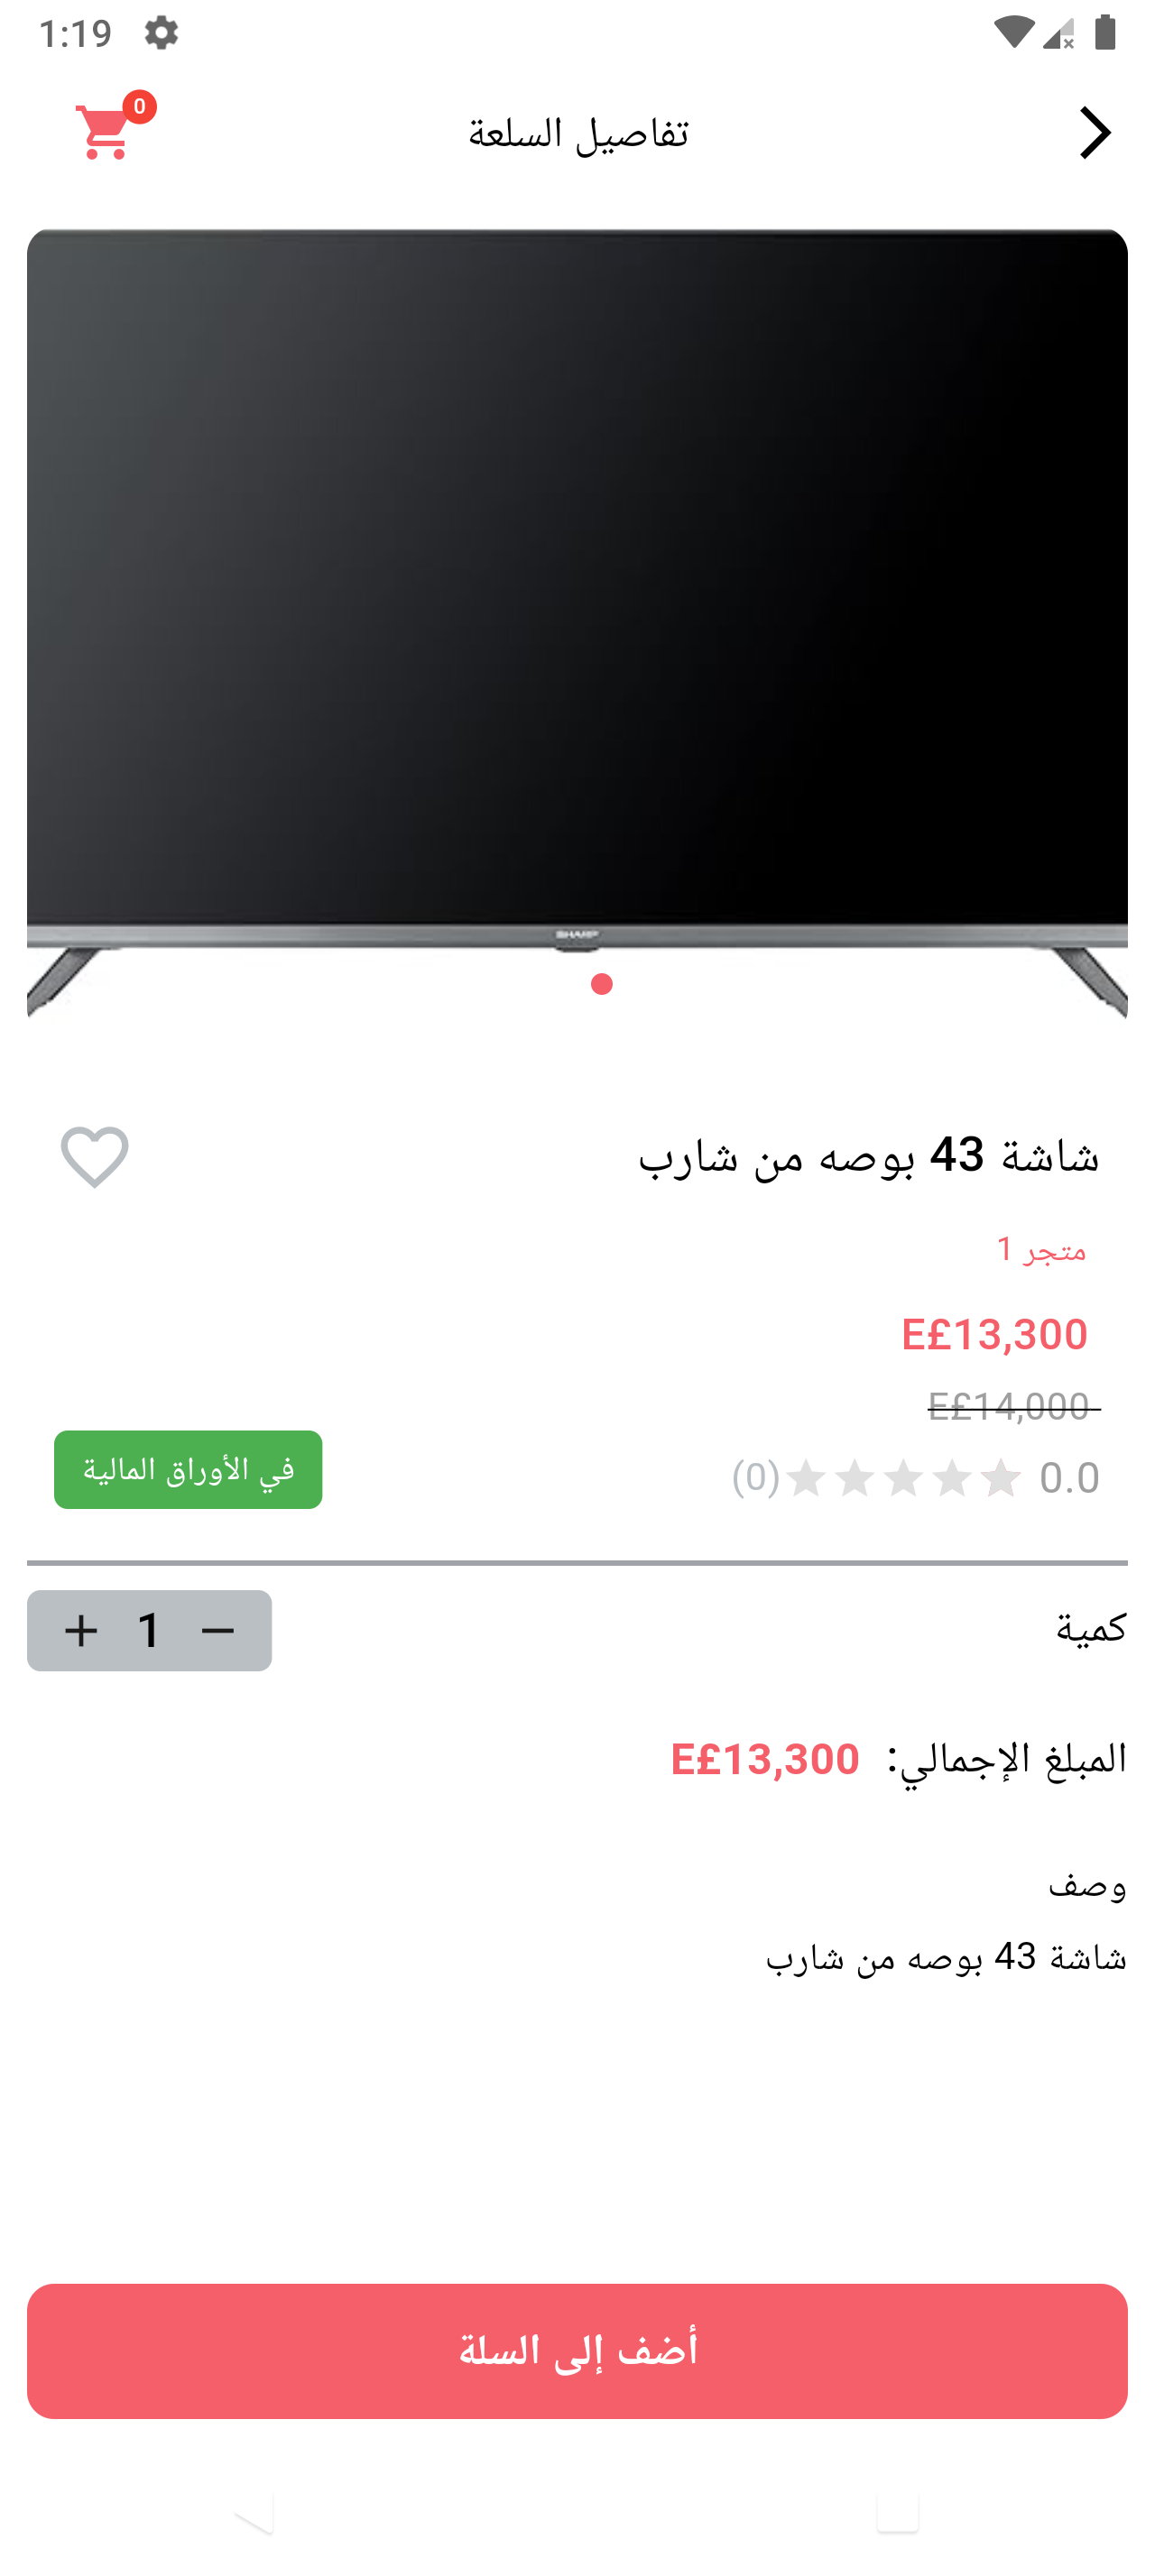 1:19
0
تفاصيل السلعة
SHARP
شاشة 43 بوصه من شارب
متجر 1
E£13,300
E£14,000
0.0 (0)
في الأوراق المالية
كمية
− 1 +
المبلغ الإجمالي: E£13,300
وصف
شاشة 43 بوصه من شارب
أضف إلى السلة